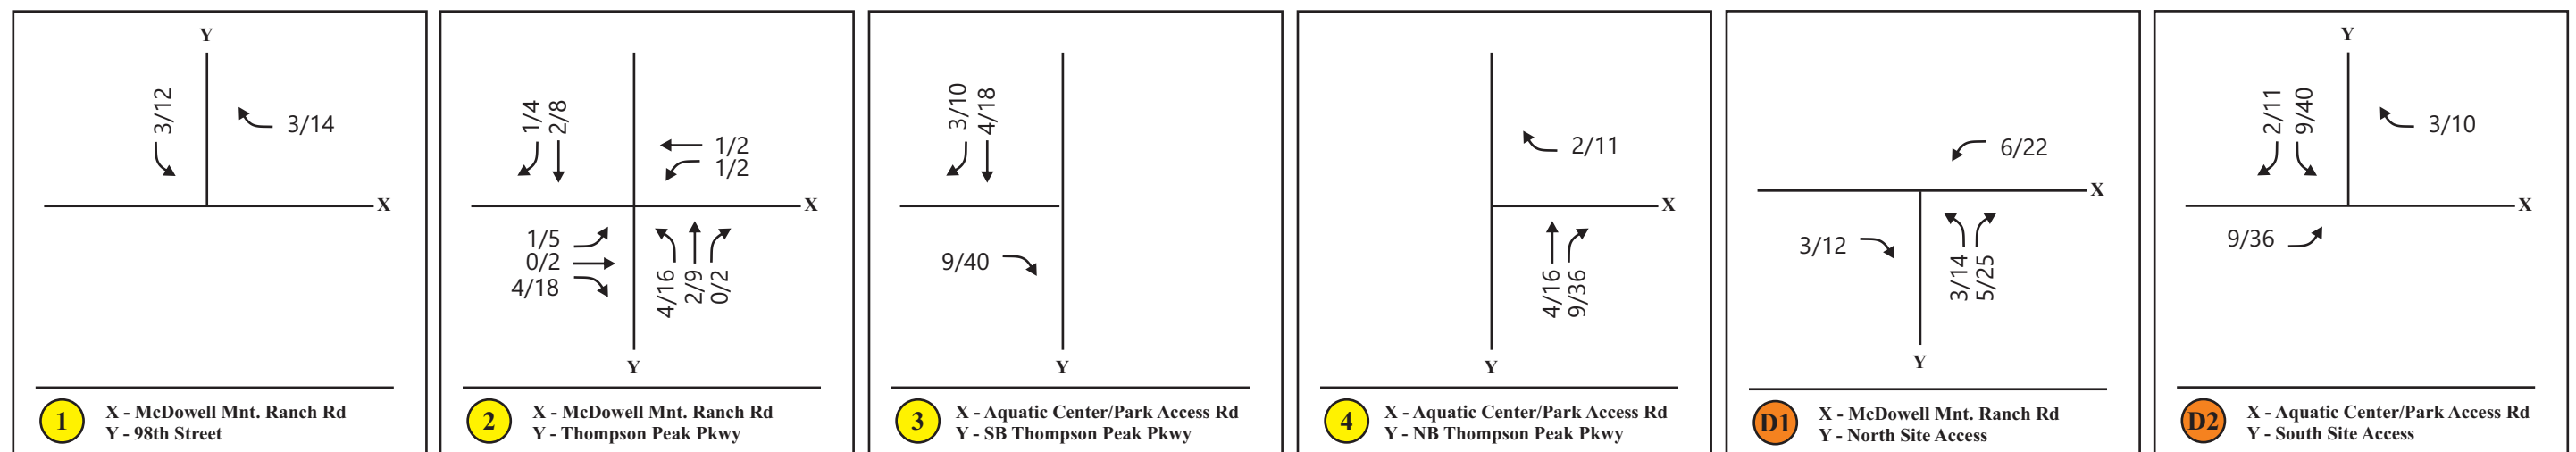 Y
3/12
3/14
X
1
X - McDowell Mnt. Ranch Rd
Y - 98th Street
1/4
2/8
1/2
1/2
X
1/5
0/2
4/18
4/16
2/9
0/2
Y
2
X - McDowell Mnt. Ranch Rd
Y - Thompson Peak Pkwy
3/10
4/18
9/40
Y
3
X - Aquatic Center/Park Access Rd
Y - SB Thompson Peak Pkwy
2/11
X
4/16
9/36
Y
4
X - Aquatic Center/Park Access Rd
Y - NB Thompson Peak Pkwy
6/22
X
3/12
3/14
5/25
Y
D1
X - McDowell Mnt. Ranch Rd
Y - North Site Access
Y
2/11
9/40
3/10
X
9/36
D2
X - Aquatic Center/Park Access Rd
Y - South Site Access